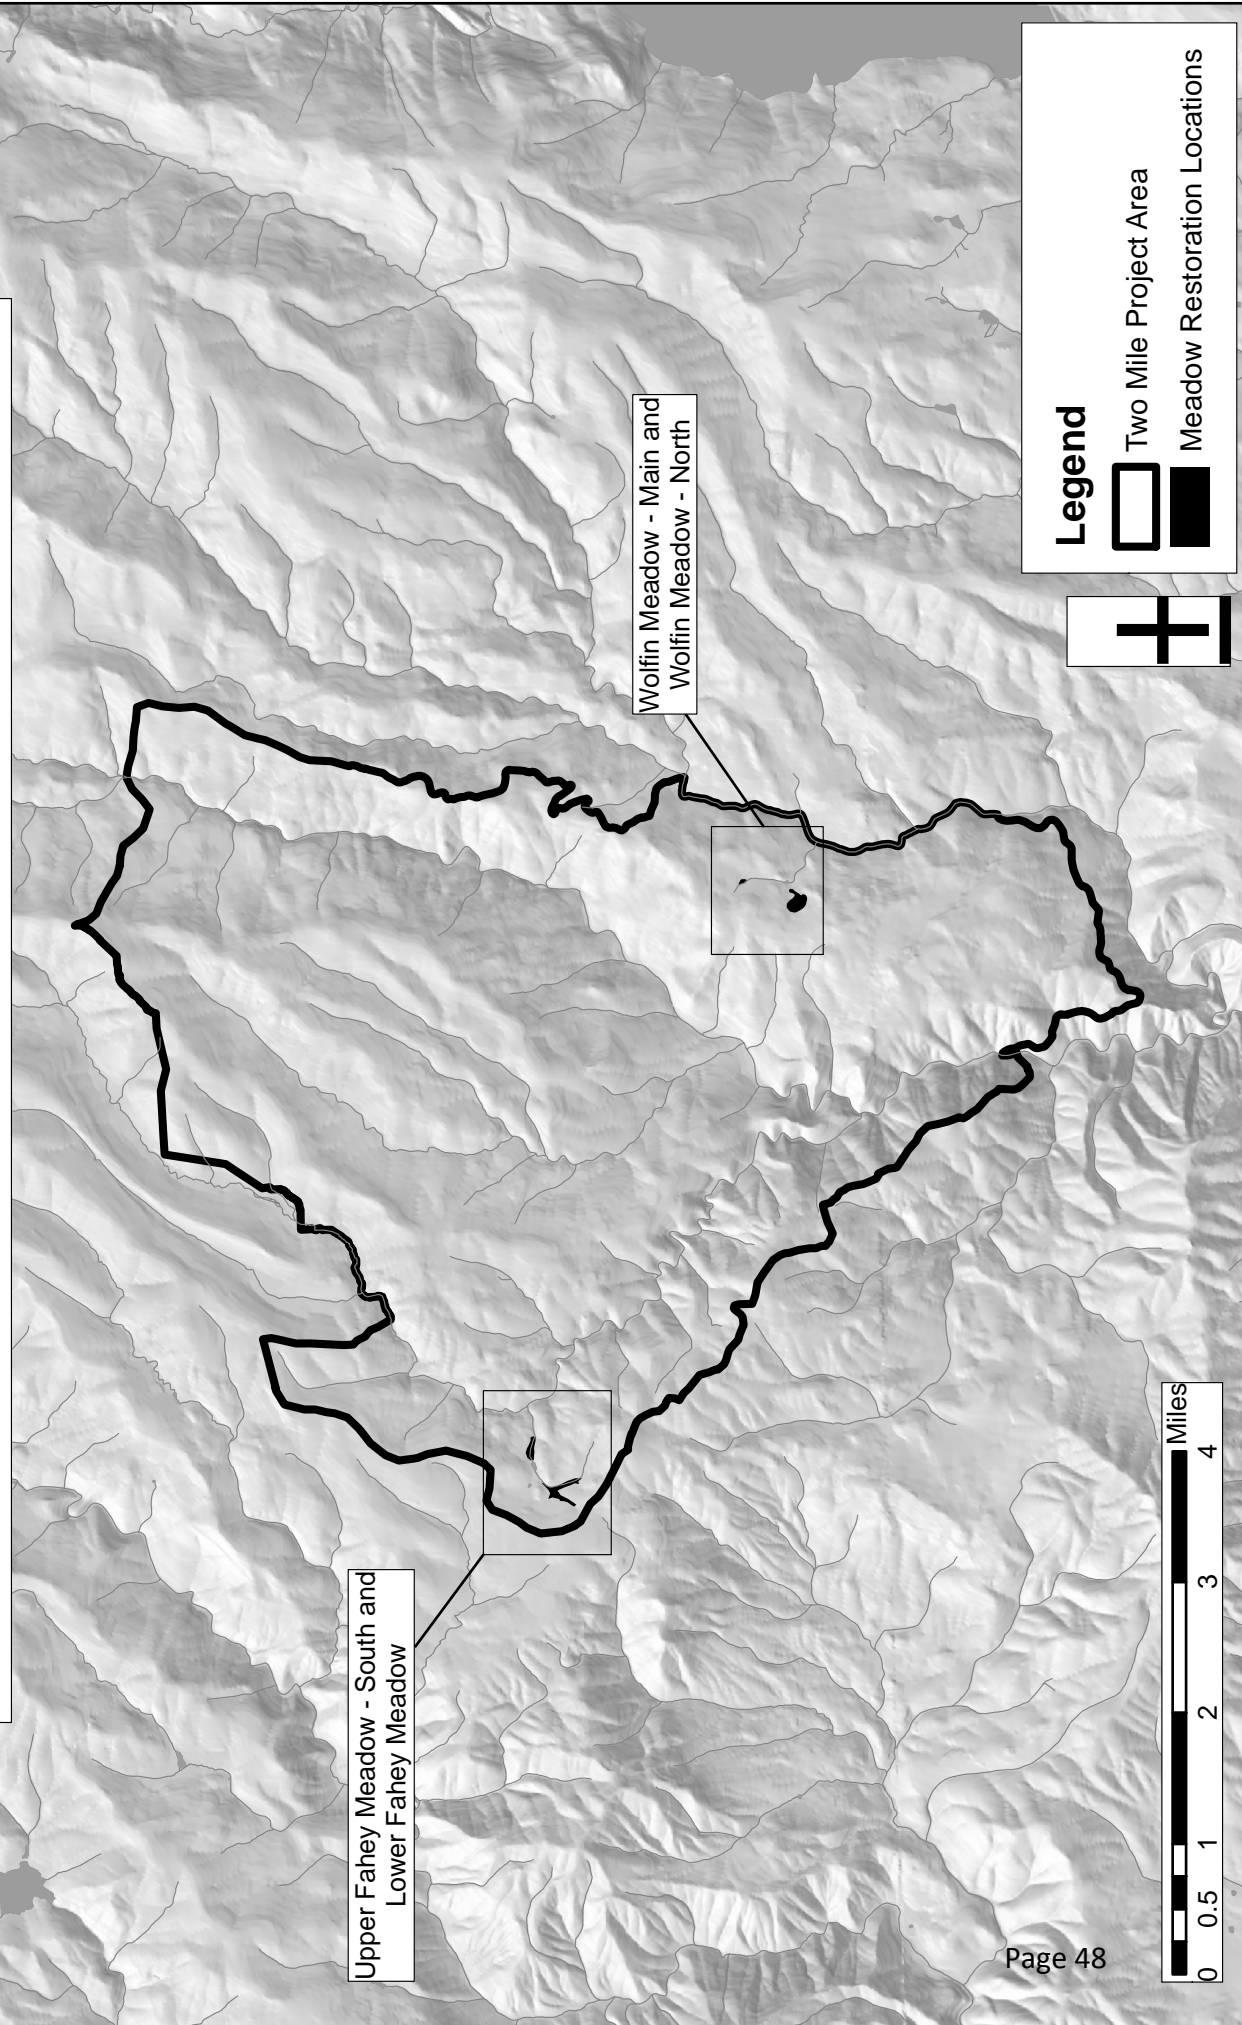 Upper Fahey Meadow - South and
Lower Fahey Meadow
Wolfin Meadow - Main and
Wolfin Meadow - North
Legend
Two Mile Project Area
Meadow Restoration Locations
0 0.5 1 2 3 4
Miles
Page 48